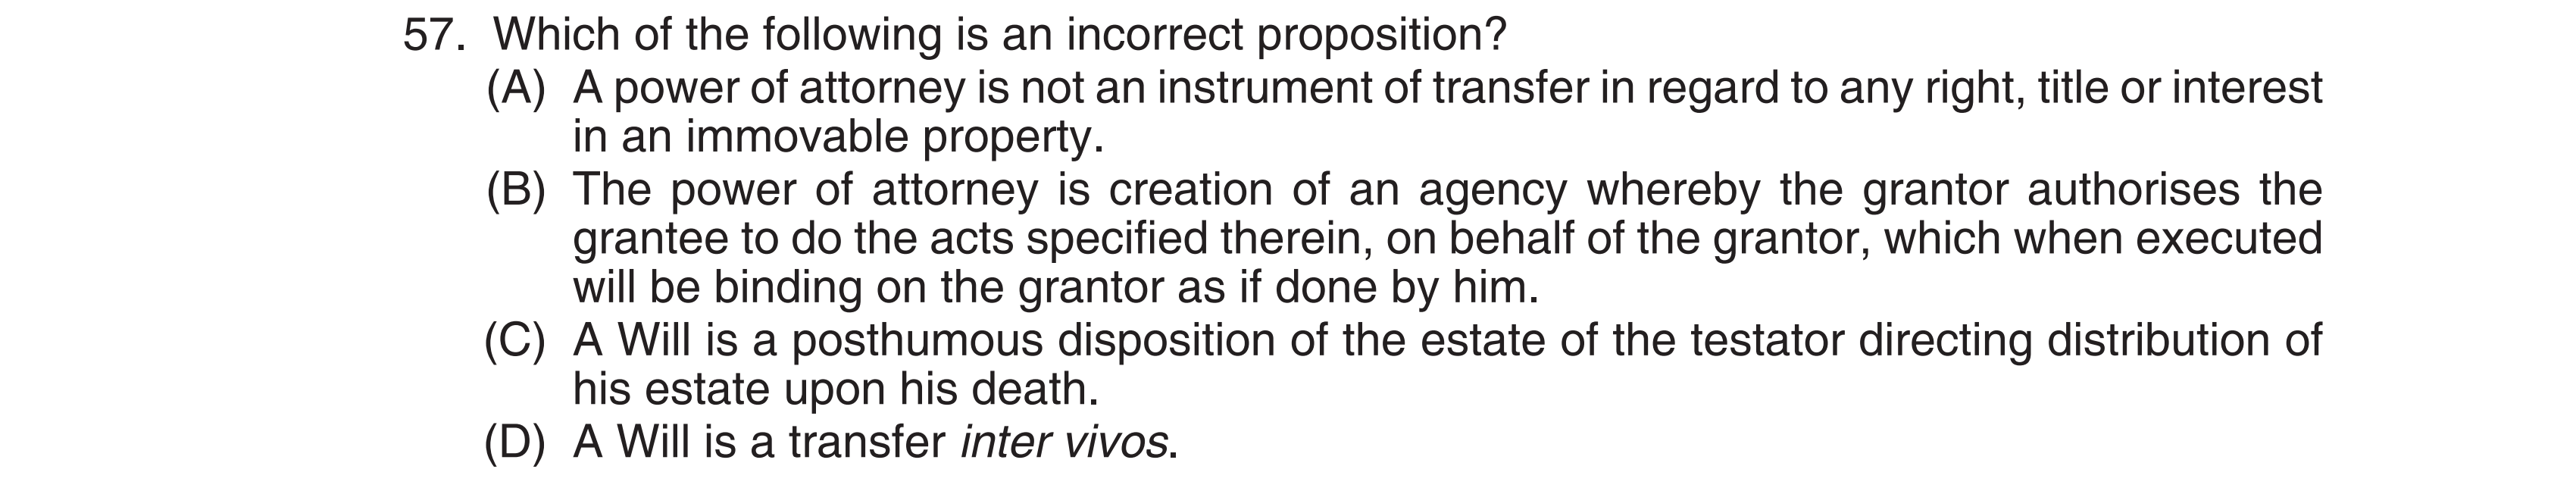 57. Which of the following is an incorrect proposition?
(A) A power of attorney is not an instrument of transfer in regard to any right, title or interest
in an immovable property.
(B) The power of attorney is creation of an agency whereby the grantor authorises the
grantee to do the acts specified therein, on behalf of the grantor, which when executed
will be binding on the grantor as if done by him.
(C) A Will is a posthumous disposition of the estate of the testator directing distribution of
his estate upon his death.
(D) A Will is a transfer inter vivos.